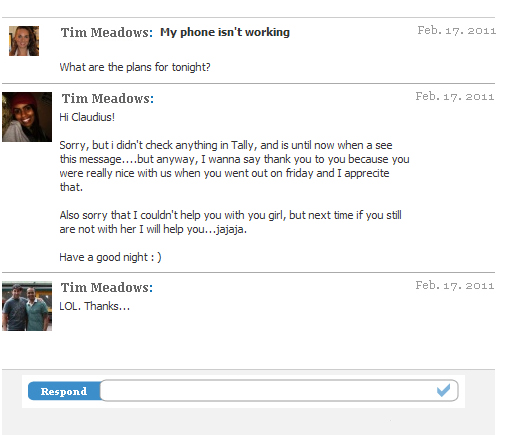 Tim Meadows: My phone isn't working Feb. 17. 2011
What are the plans for tonight?
Tim Meadows: Feb. 17. 2011
Hi Claudius!
Sorry, but i didn't check anything in Tally, and is until now when a see
this message....but anyway, I wanna say thank you to you because you
were really nice with us when you went out on friday and I apprecite
that.
Also sorry that I couldn't help you with you girl, but next time if you still
are not with her I will help you...jajaja.
Have a good night : )
Tim Meadows: Feb. 17. 2011
LOL. Thanks...
Respond